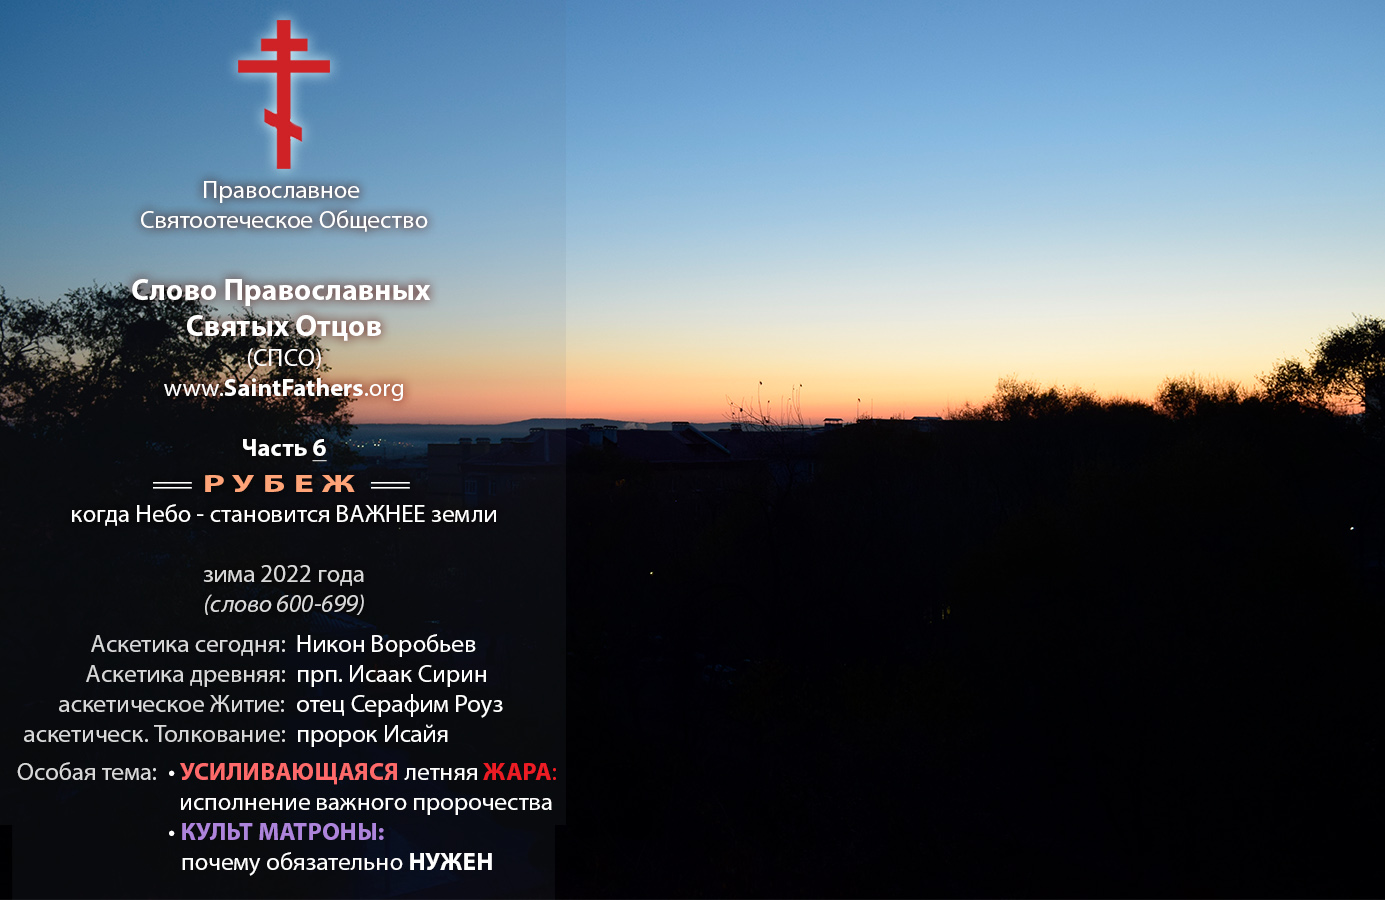 Православное
Святоотеческое Общество
Слово Православных
Святых Отцов
(СПСО)
www.SaintFathers.org
Часть 6
РУБЕЖ
когда Небо - становится ВАЖНЕЕ земли
зима 2022 года
(слово 600-699)
Аскетика сегодня: Никон Воробьев
Аскетика древняя: прп. Исаак Сирин
аскетическое Житие: отец Серафим Роуз
аскетическ. Толкование: пророк Исайя
Особая тема: • УСИЛИВАЮЩАЯСЯ летняя ЖАРА:
исполнение важного пророчества
• КУЛЬТ МАТРОНЫ:
почему обязательно НУЖЕН